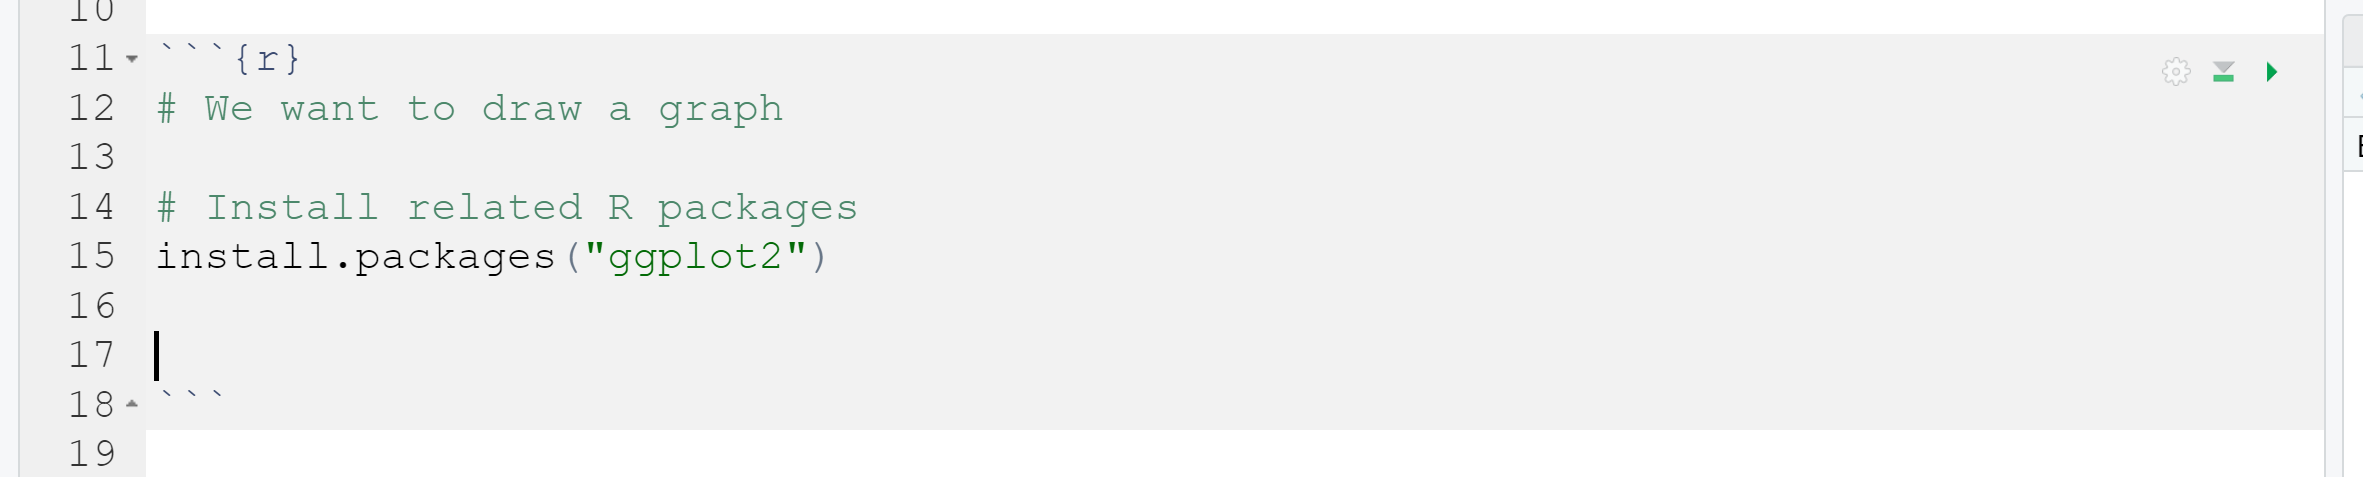 10
11 ```{r}
12 # We want to draw a graph
13
14 # Install related R packages
15 install.packages("ggplot2")
16
17
18 ```
19